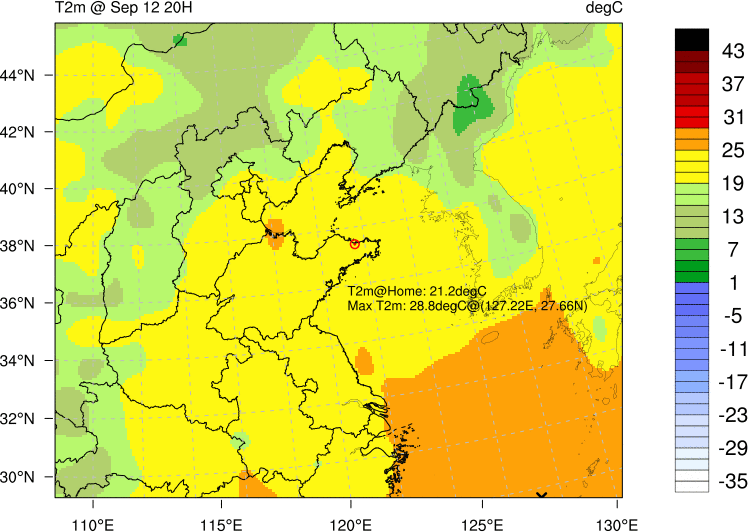 T2m @ Sep 12 20H
degC
44°N
42°N
40°N
38°N
36°N
34°N
32°N
30°N
T2m@Home: 21.2degC
Max T2m: 28.8degC@(127.22E, 27.66N)
110°E
115°E
120°E
125°E
130°E
43
37
31
25
19
13
7
1
-5
-11
-17
-23
-29
-35